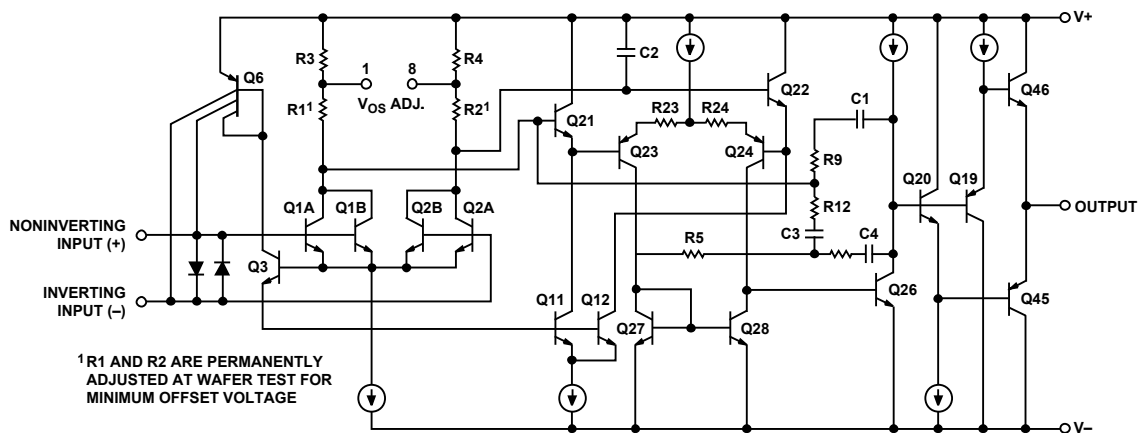 V+
R3
R4
C2
1
8
Q6
VOS ADJ.
R1¹
R2¹
Q22
Q46
R23
R24
C1
Q21
Q23
Q24
R9
Q20
Q19
Q1A
Q1B
Q2B
Q2A
R12
OUTPUT
NONINVERTING
INPUT (+)
C3
C4
R5
Q3
Q26
INVERTING
INPUT (–)
Q11
Q12
Q27
Q28
Q45
¹R1 AND R2 ARE PERMANENTLY
ADJUSTED AT WAFER TEST FOR
MINIMUM OFFSET VOLTAGE
V–